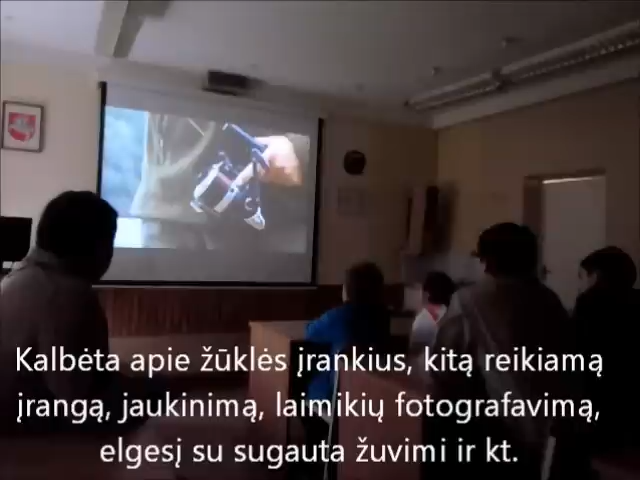 Kalbėta apie žūklės įrankius, kitą reikiamą
įrangą, jaukinimą, laimikių fotografavimą,
elgesį su sugauta žuvimi ir kt.